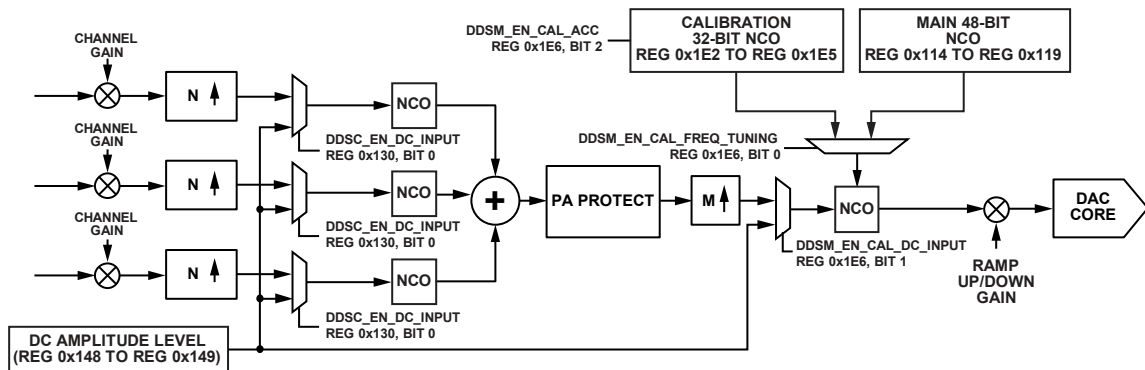 CHANNEL
GAIN
N
CHANNEL
GAIN
N
CHANNEL
GAIN
N
DC AMPLITUDE LEVEL
(REG 0x148 TO REG 0x149)
NCO
DDSC_EN_DC_INPUT
REG 0x130, BIT 0
NCO
DDSC_EN_DC_INPUT
REG 0x130, BIT 0
NCO
DDSC_EN_DC_INPUT
REG 0x130, BIT 0
+
PA PROTECT
M
DDSM_EN_CAL_ACC
REG 0x1E6, BIT 2
CALIBRATION
32-BIT NCO
REG 0x1E2 TO REG 0x1E5
MAIN 48-BIT
NCO
REG 0x114 TO REG 0x119
DDSM_EN_CAL_FREQ_TUNING
REG 0x1E6, BIT 0
NCO
DDSM_EN_CAL_DC_INPUT
REG 0x1E6, BIT 1
RAMP
UP/DOWN
GAIN
DAC
CORE